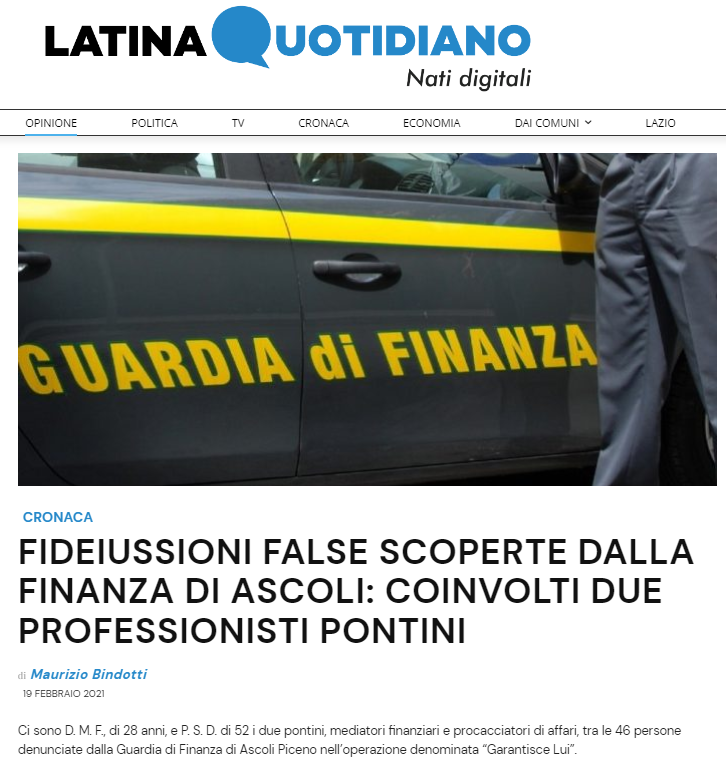 LATINA QUOTIDIANO
Nati digitali
OPINIONE POLITICA TV CRONACA ECONOMIA DAI COMUNI LAZIO
GUARDIA di FINANZA
CRONACA
FIDEIUSSIONI FALSE SCOPERTE DALLA
FINANZA DI ASCOLI: COINVOLTI DUE
PROFESSIONISTI PONTINI
di Maurizio Bindotti
19 FEBBRAIO 2021
Ci sono D. M. F., di 28 anni, e P. S. D. di 52 i due pontini, mediatori finanziari e procacciatori di affari, tra le 46 persone
denunciate dalla Guardia di Finanza di Ascoli Piceno nell’operazione denominata “Garantisce Lui”.